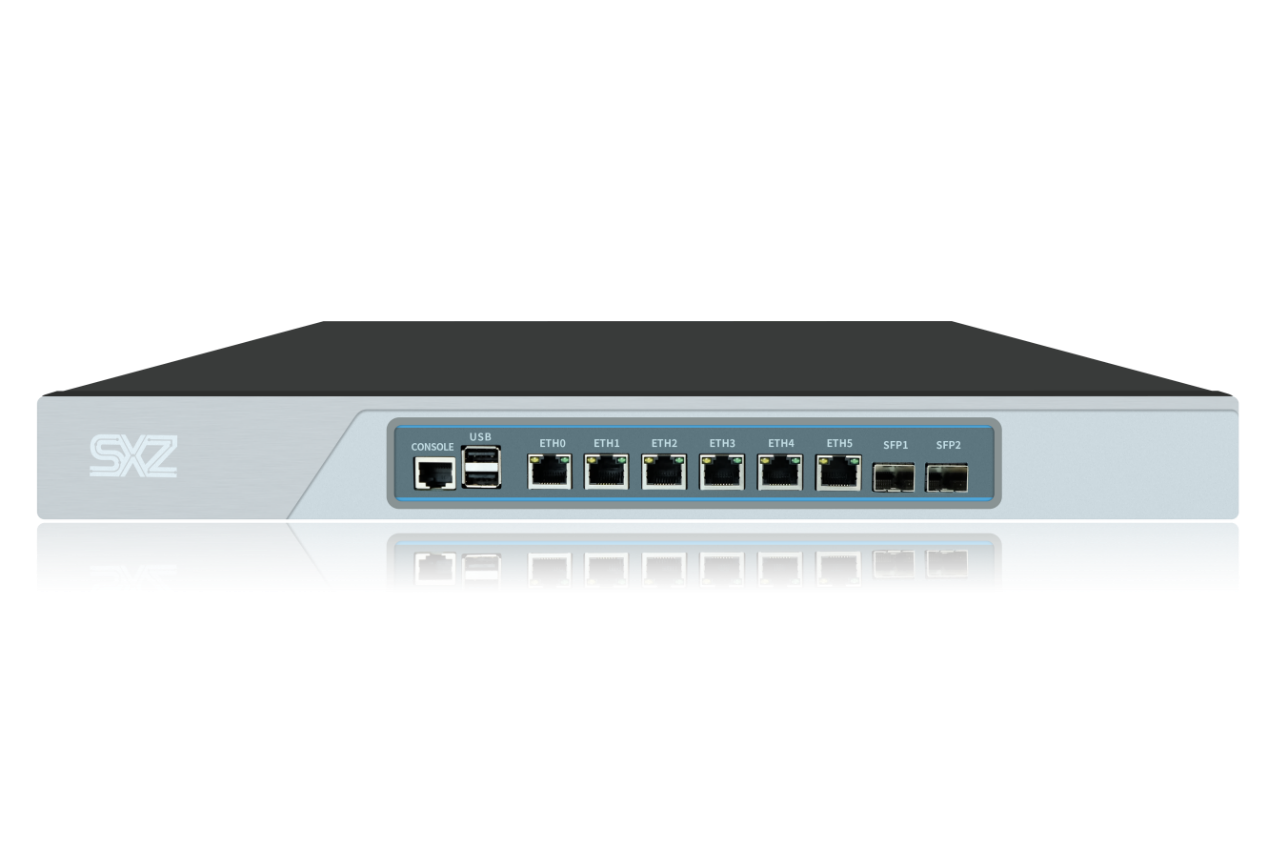 SXZ
CONSOLE
USB
ETH0
ETH1
ETH2
ETH3
ETH4
ETH5
SFP1
SFP2